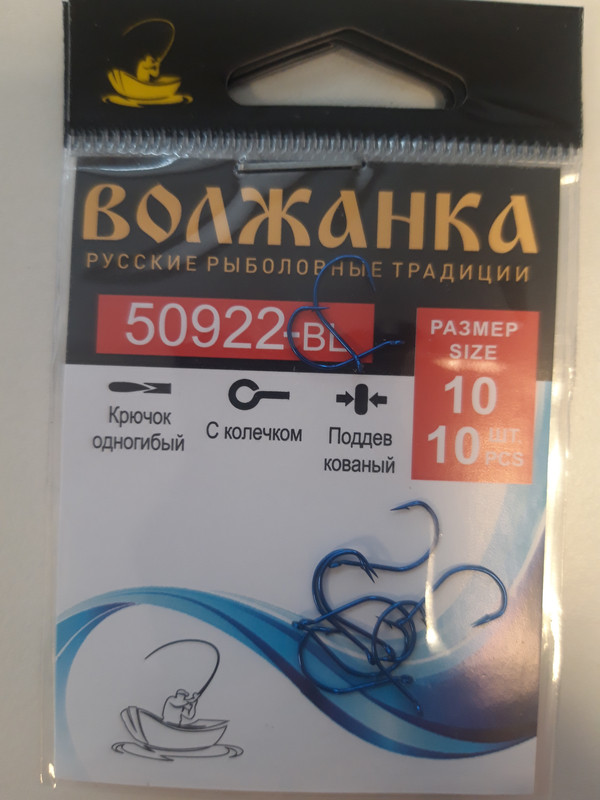 ВОЛЖАНКА
РУССКИЕ РЫБОЛОВНЫЕ ТРАДИЦИИ
50922-BL
РАЗМЕР
SIZE
10
10 ШТ.
PCS
Крючок
одногибый
С колечком
Поддев
кованый